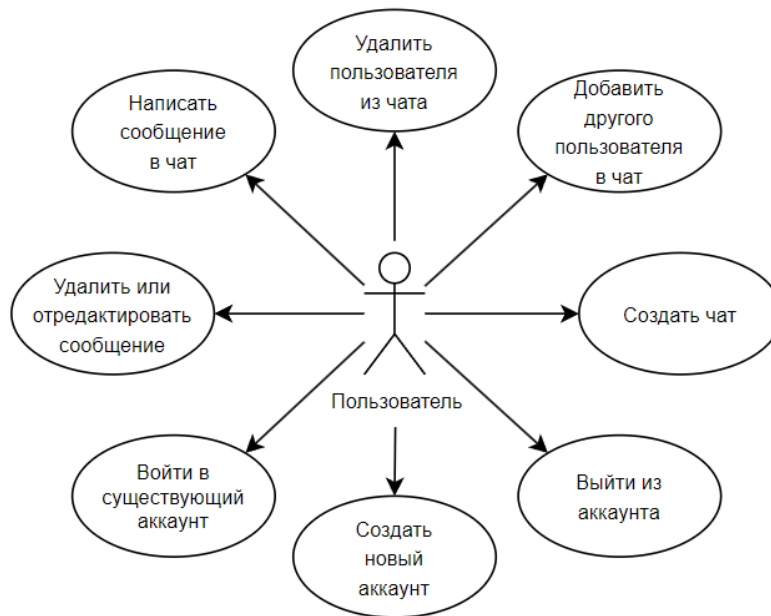 Удалить
пользователя
из чата
Написать
сообщение
в чат
Добавить
другого
пользователя
в чат
Удалить или
отредактировать
сообщение
Создать чат
Пользователь
Войти в
существующий
аккаунт
Создать
новый
аккаунт
Выйти из
аккаунта